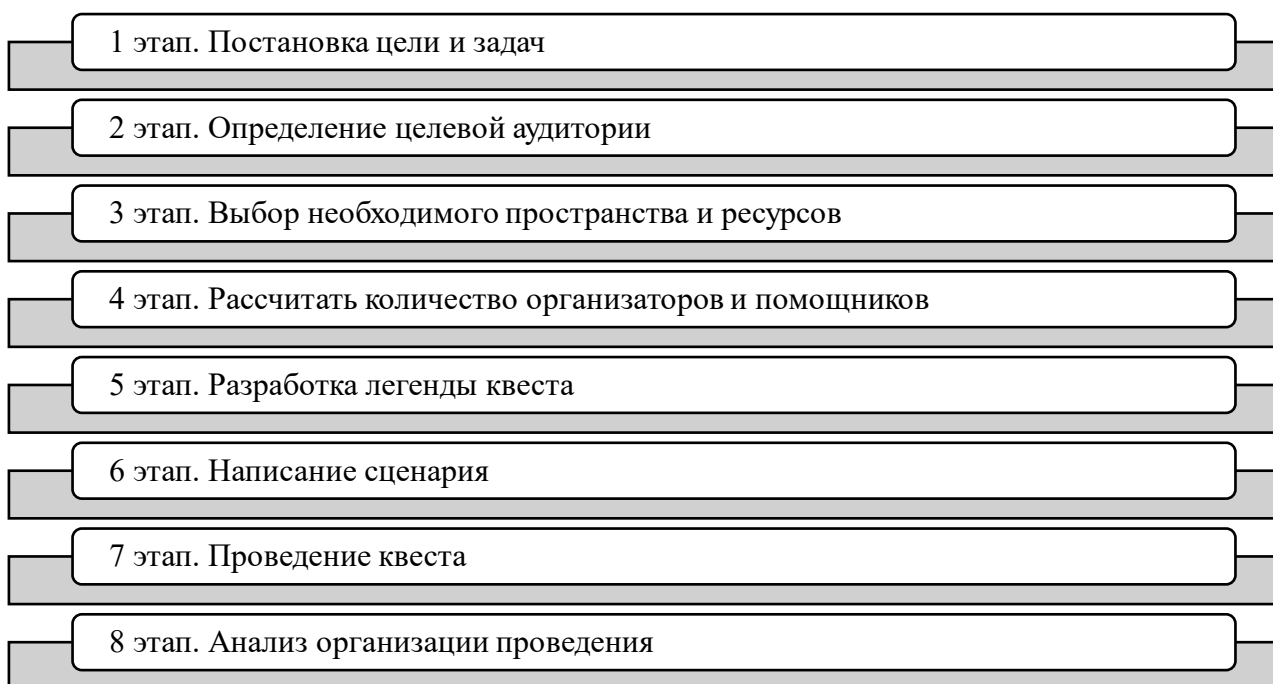 1 этап. Постановка цели и задач
2 этап. Определение целевой аудитории
3 этап. Выбор необходимого пространства и ресурсов
4 этап. Рассчитать количество организаторов и помощников
5 этап. Разработка легенды квеста
6 этап. Написание сценария
7 этап. Проведение квеста
8 этап. Анализ организации проведения